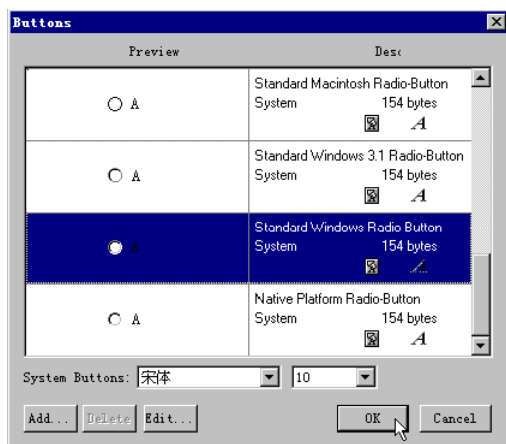 Buttons
Preview Desc
Standard Macintosh Radio-Button
A System 154 bytes
A
Standard Windows 3.1 Radio-Button
A System 154 bytes
A
Standard Windows Radio Button
A System 154 bytes
A
Native Platform Radio-Button
A System 154 bytes
A
System Buttons: 宋体 10
Add... Delete Edit... OK Cancel